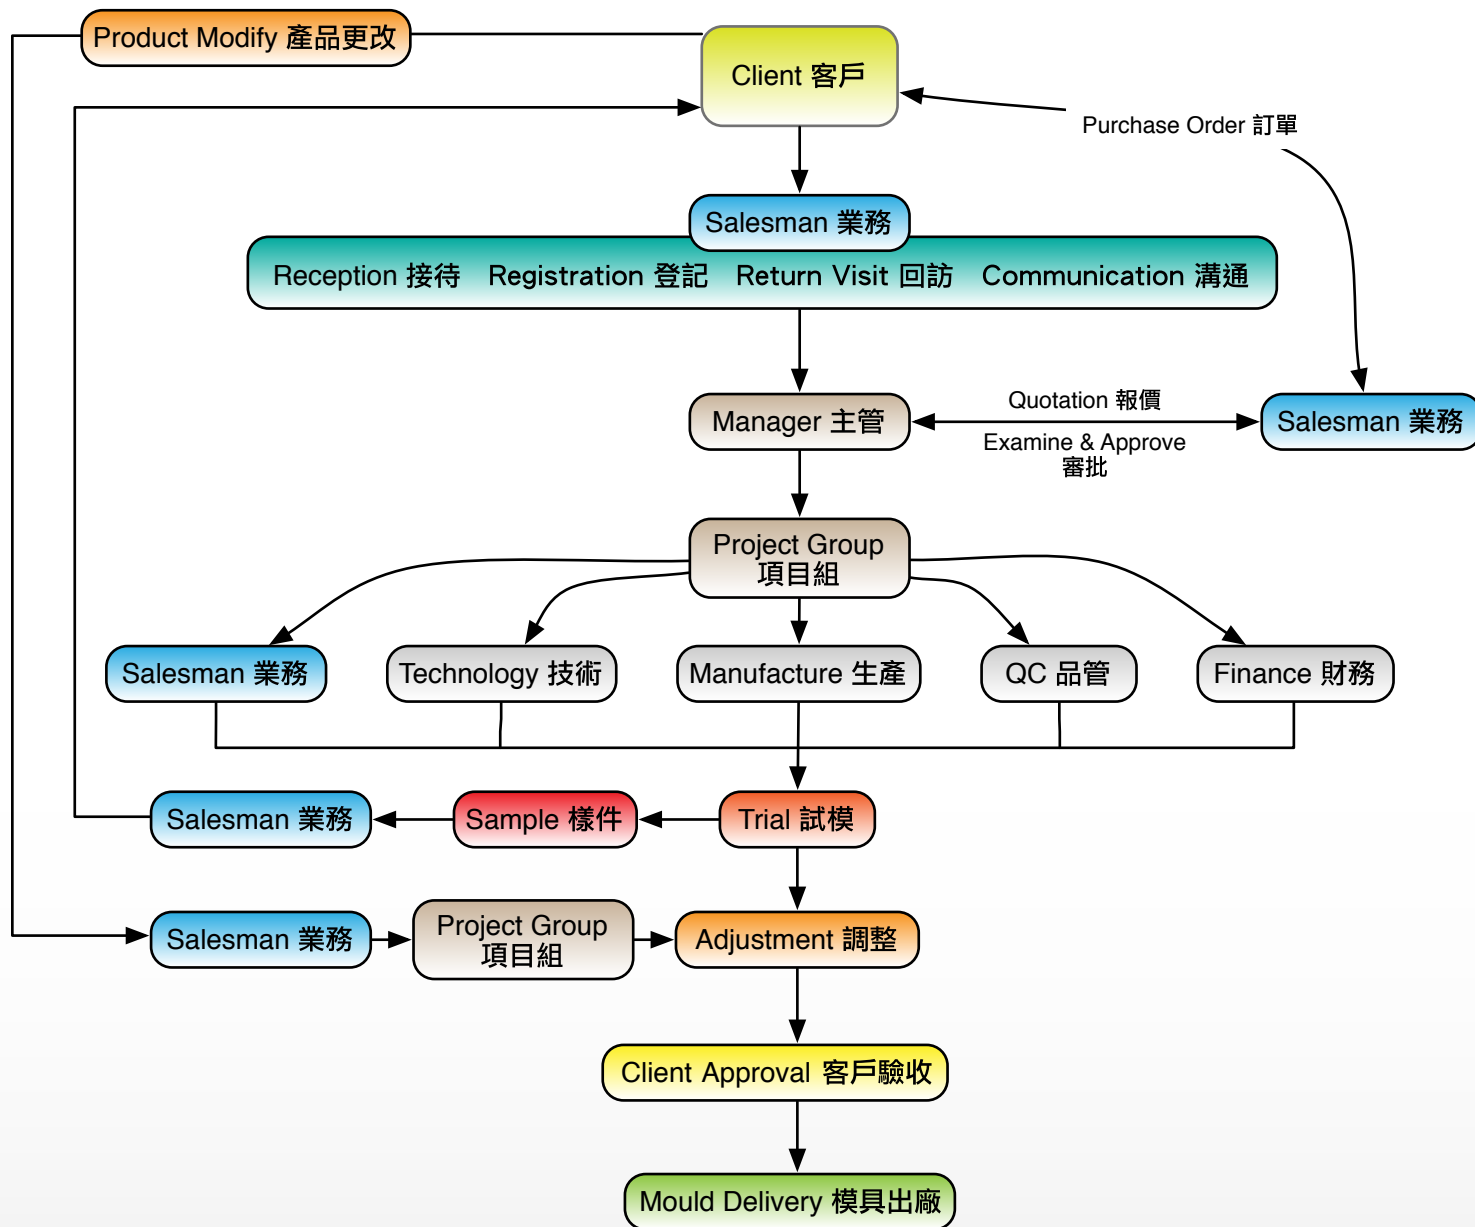 Product Modify 產品更改
Client 客戶
Purchase Order 訂單
Salesman 業務
Reception 接待 Registration 登記 Return Visit 回訪 Communication 溝通
Manager 主管
Quotation 報價
Examine & Approve
審批
Salesman 業務
Project Group
項目組
Salesman 業務
Technology 技術
Manufacture 生產
QC 品管
Finance 財務
Salesman 業務
Sample 樣件
Trial 試模
Salesman 業務
Project Group
項目組
Adjustment 調整
Client Approval 客戶驗收
Mould Delivery 模具出廠